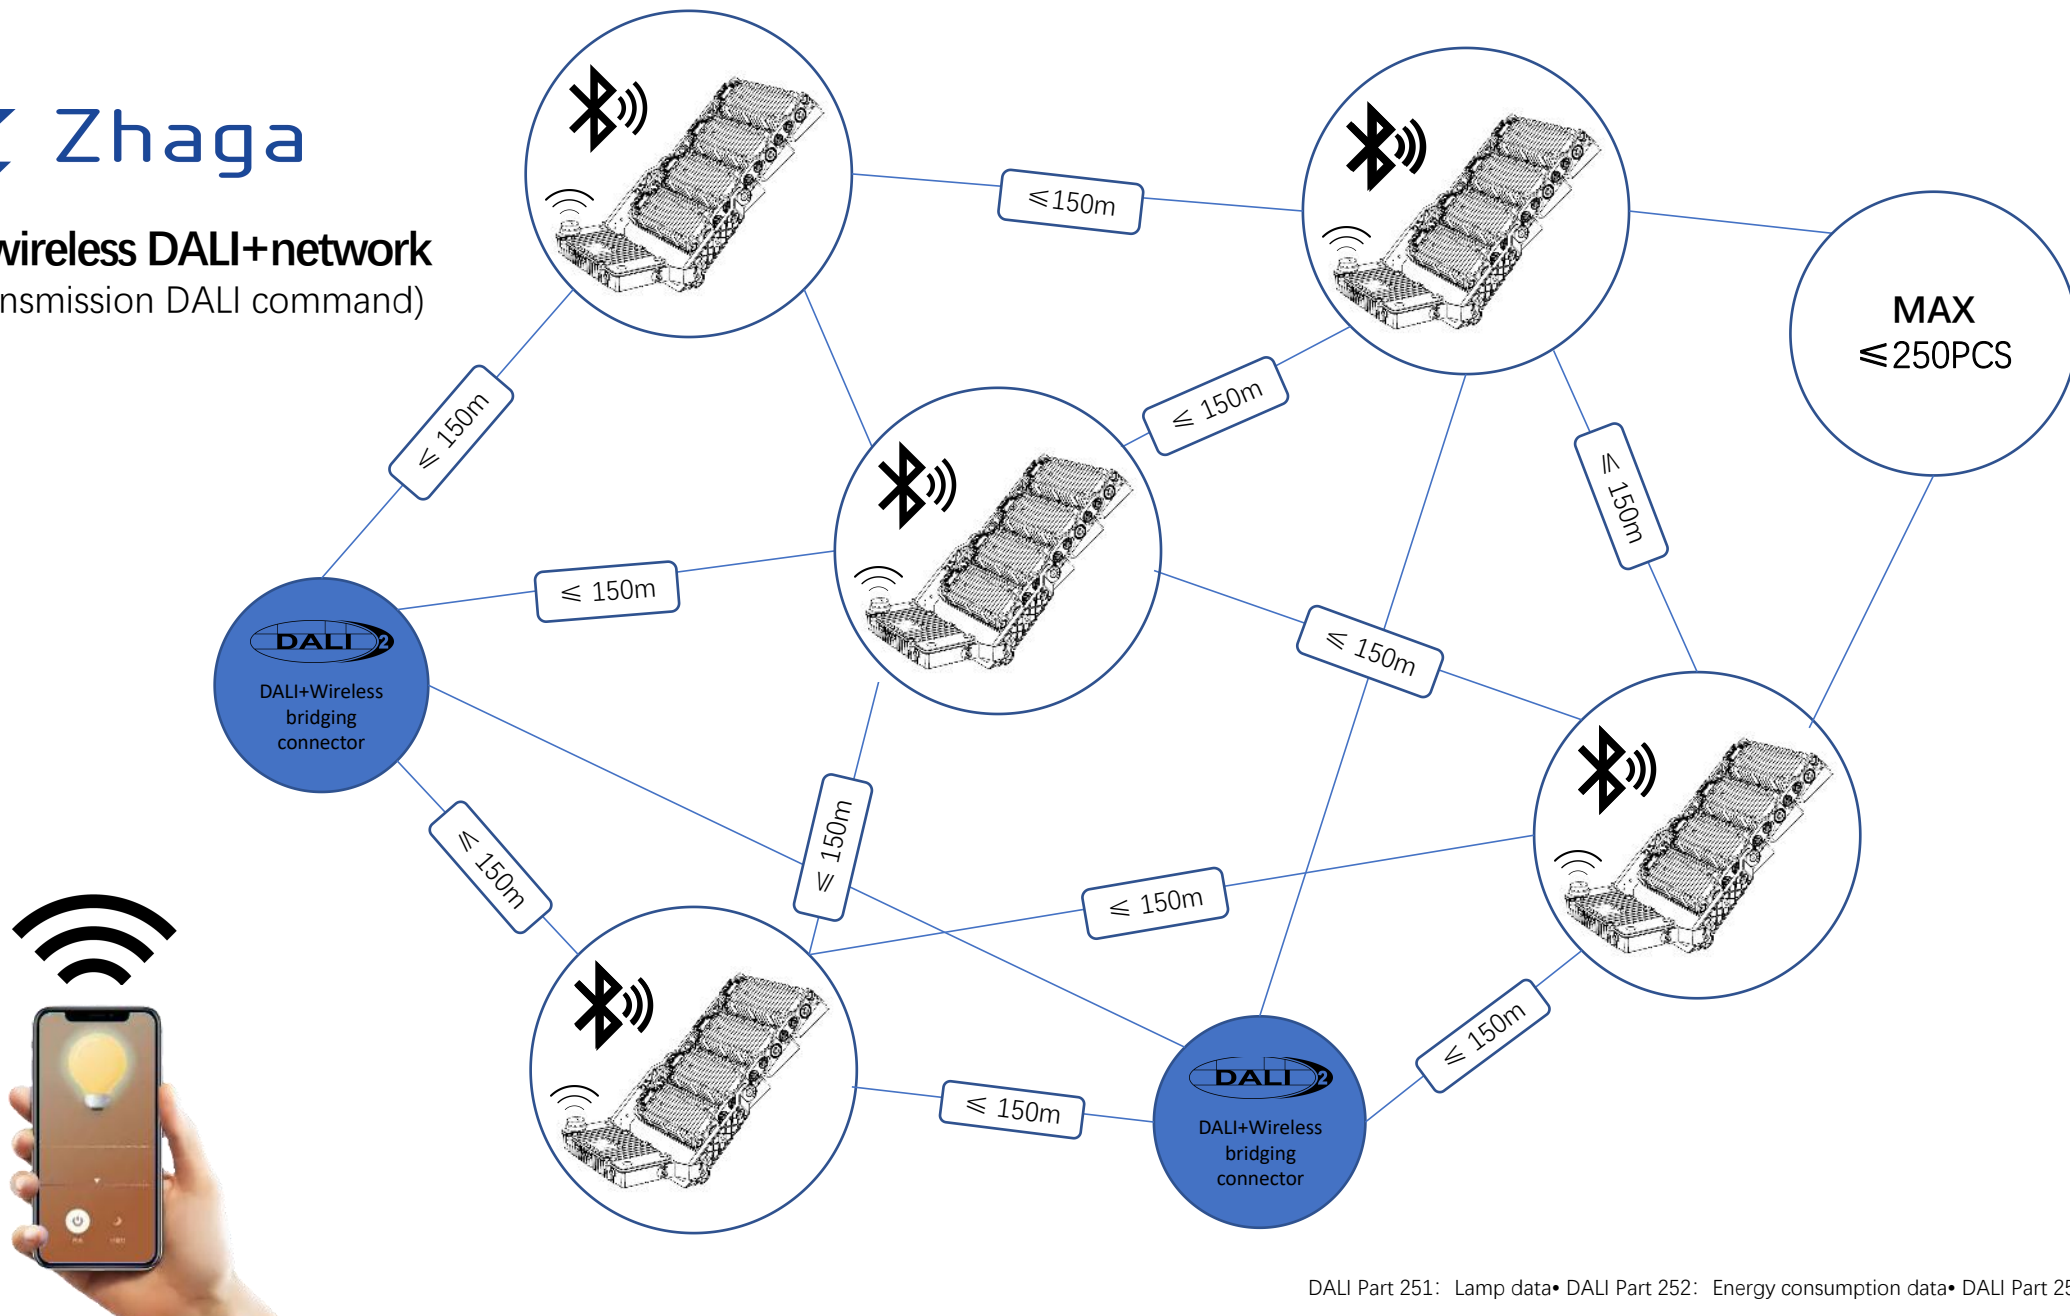 Zhaga
wireless DALI+network
nsmission DALI command)
≤150m
MAX
≤250PCS
≤ 150m
≤ 150m
≤ 150m
≤ 150m
≤ 150m
DALI 2
DALI+Wireless
bridging
connector
≤ 150m
≤ 150m
≤ 150m
≤ 150m
≤ 150m
DALI 2
DALI+Wireless
bridging
connector
DALI Part 251: Lamp data• DALI Part 252: Energy consumption data• DALI Part